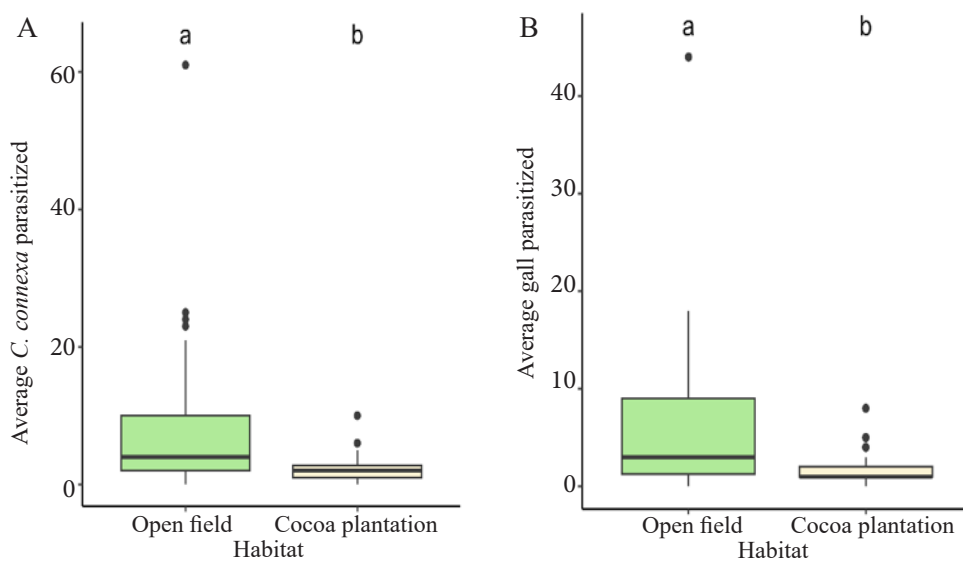 A
a
b
60
40
20
0
Average C. connexa parasitized
Open field
Cocoa plantation
Habitat
B
a
b
40
30
20
10
0
Average gall parasitized
Open field
Cocoa plantation
Habitat